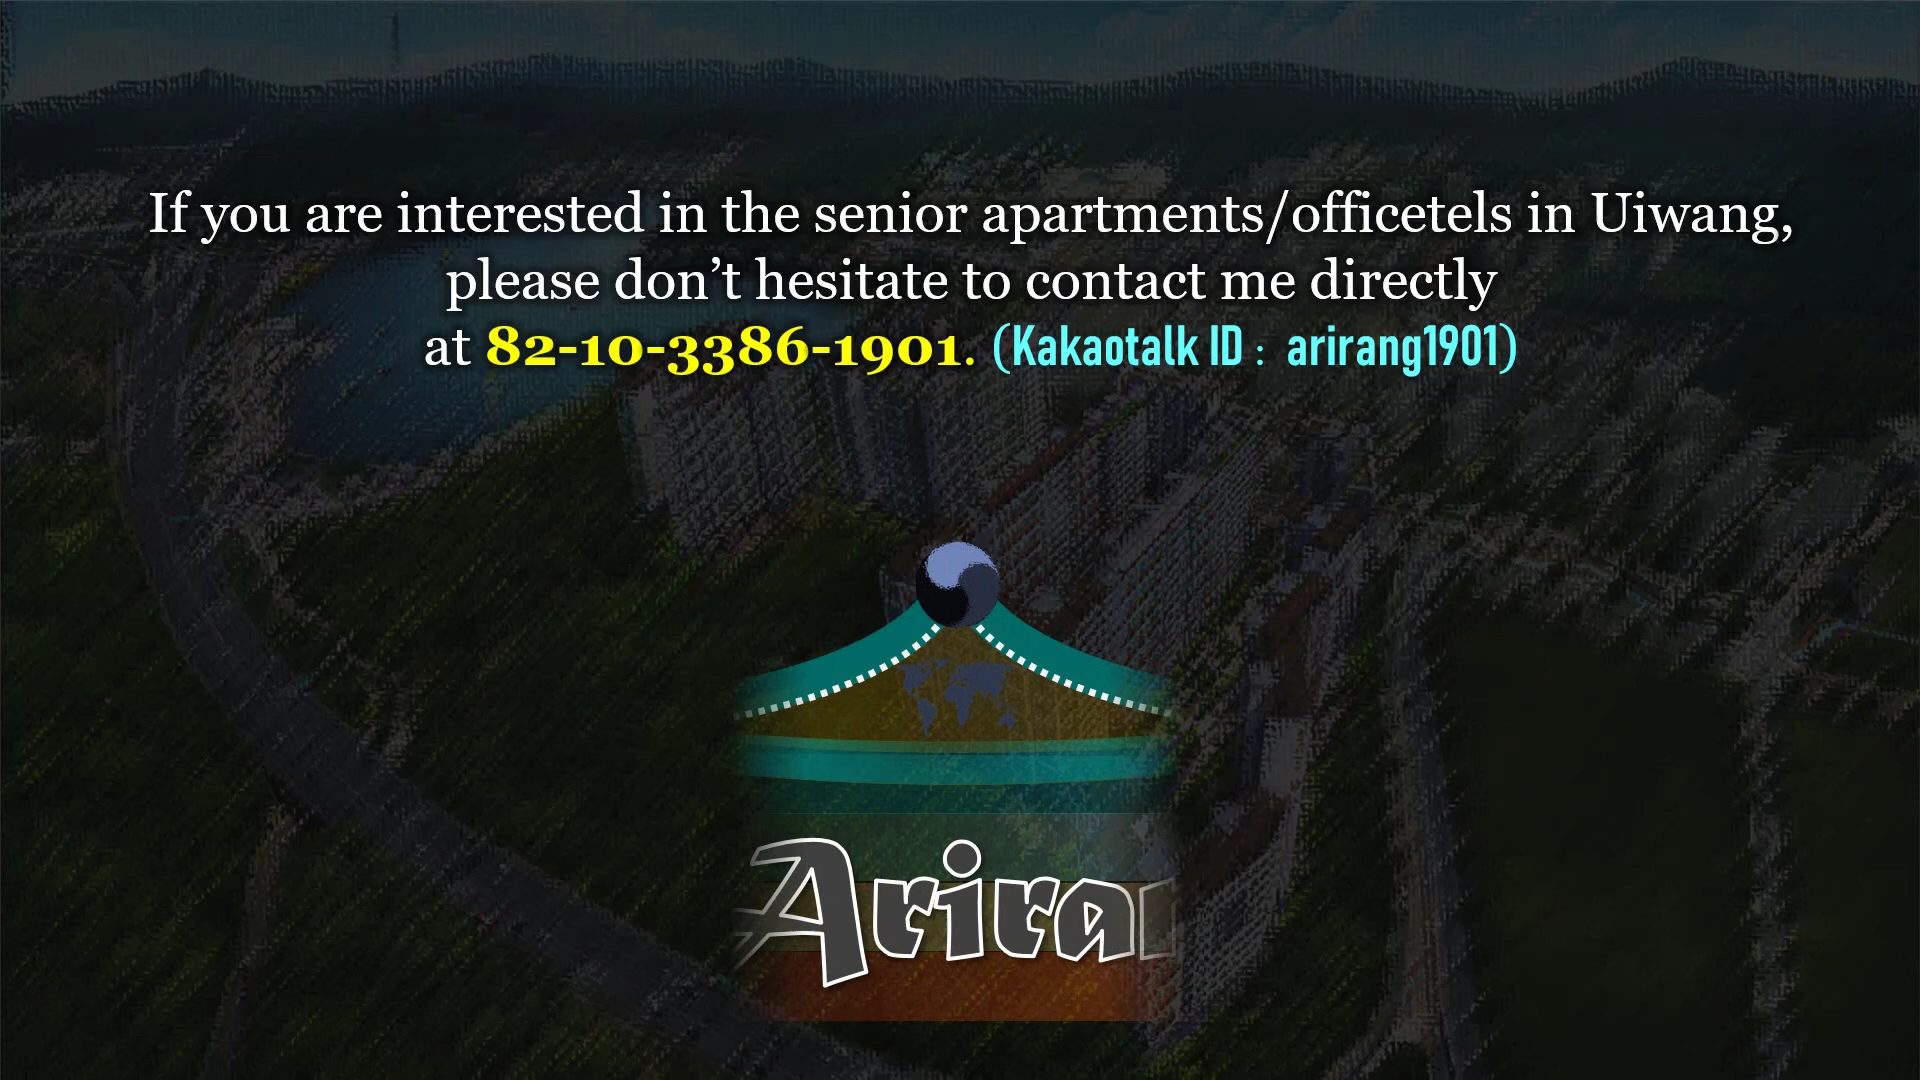 If you are interested in the senior apartments/officetels in Uiwang,
please don’t hesitate to contact me directly
at 82-10-3386-1901. (Kakaotalk ID : arirang1901)
Arira